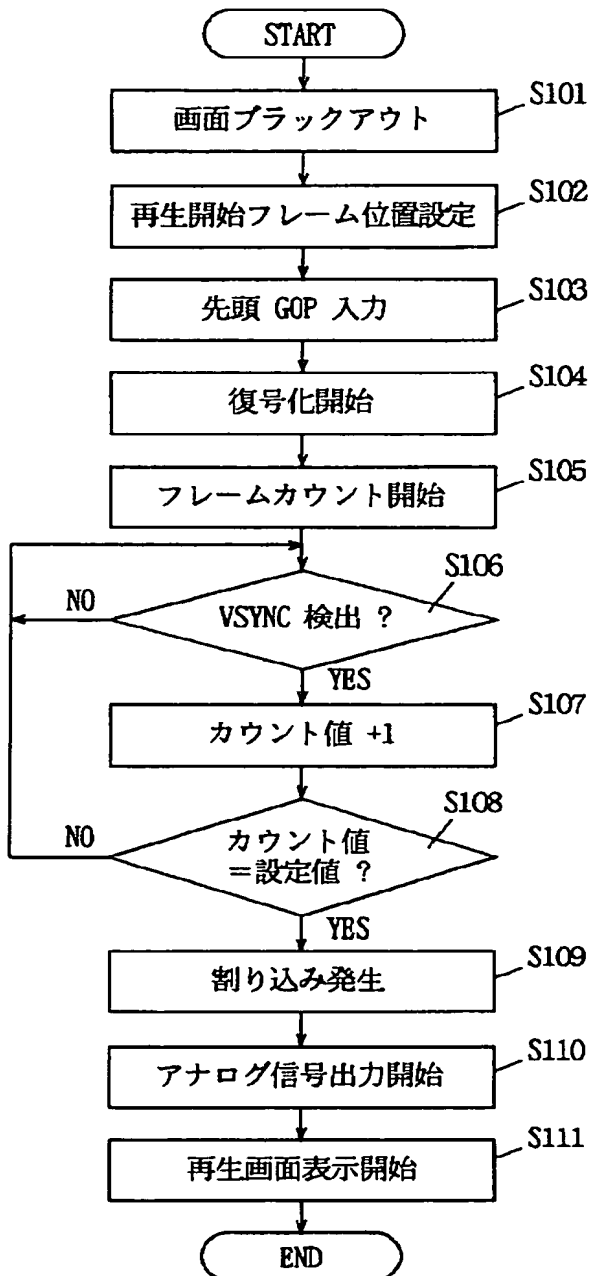 START
画面ブラックアウト
S101
再生開始フレーム位置設定
S102
先頭 GOP 入力
S103
復号化開始
S104
フレームカウント開始
S105
VSYNC 検出 ?
S106
NO
YES
カウント値 +1
S107
カウント値
=設定値 ?
S108
NO
YES
割り込み発生
S109
アナログ信号出力開始
S110
再生画面表示開始
S111
END